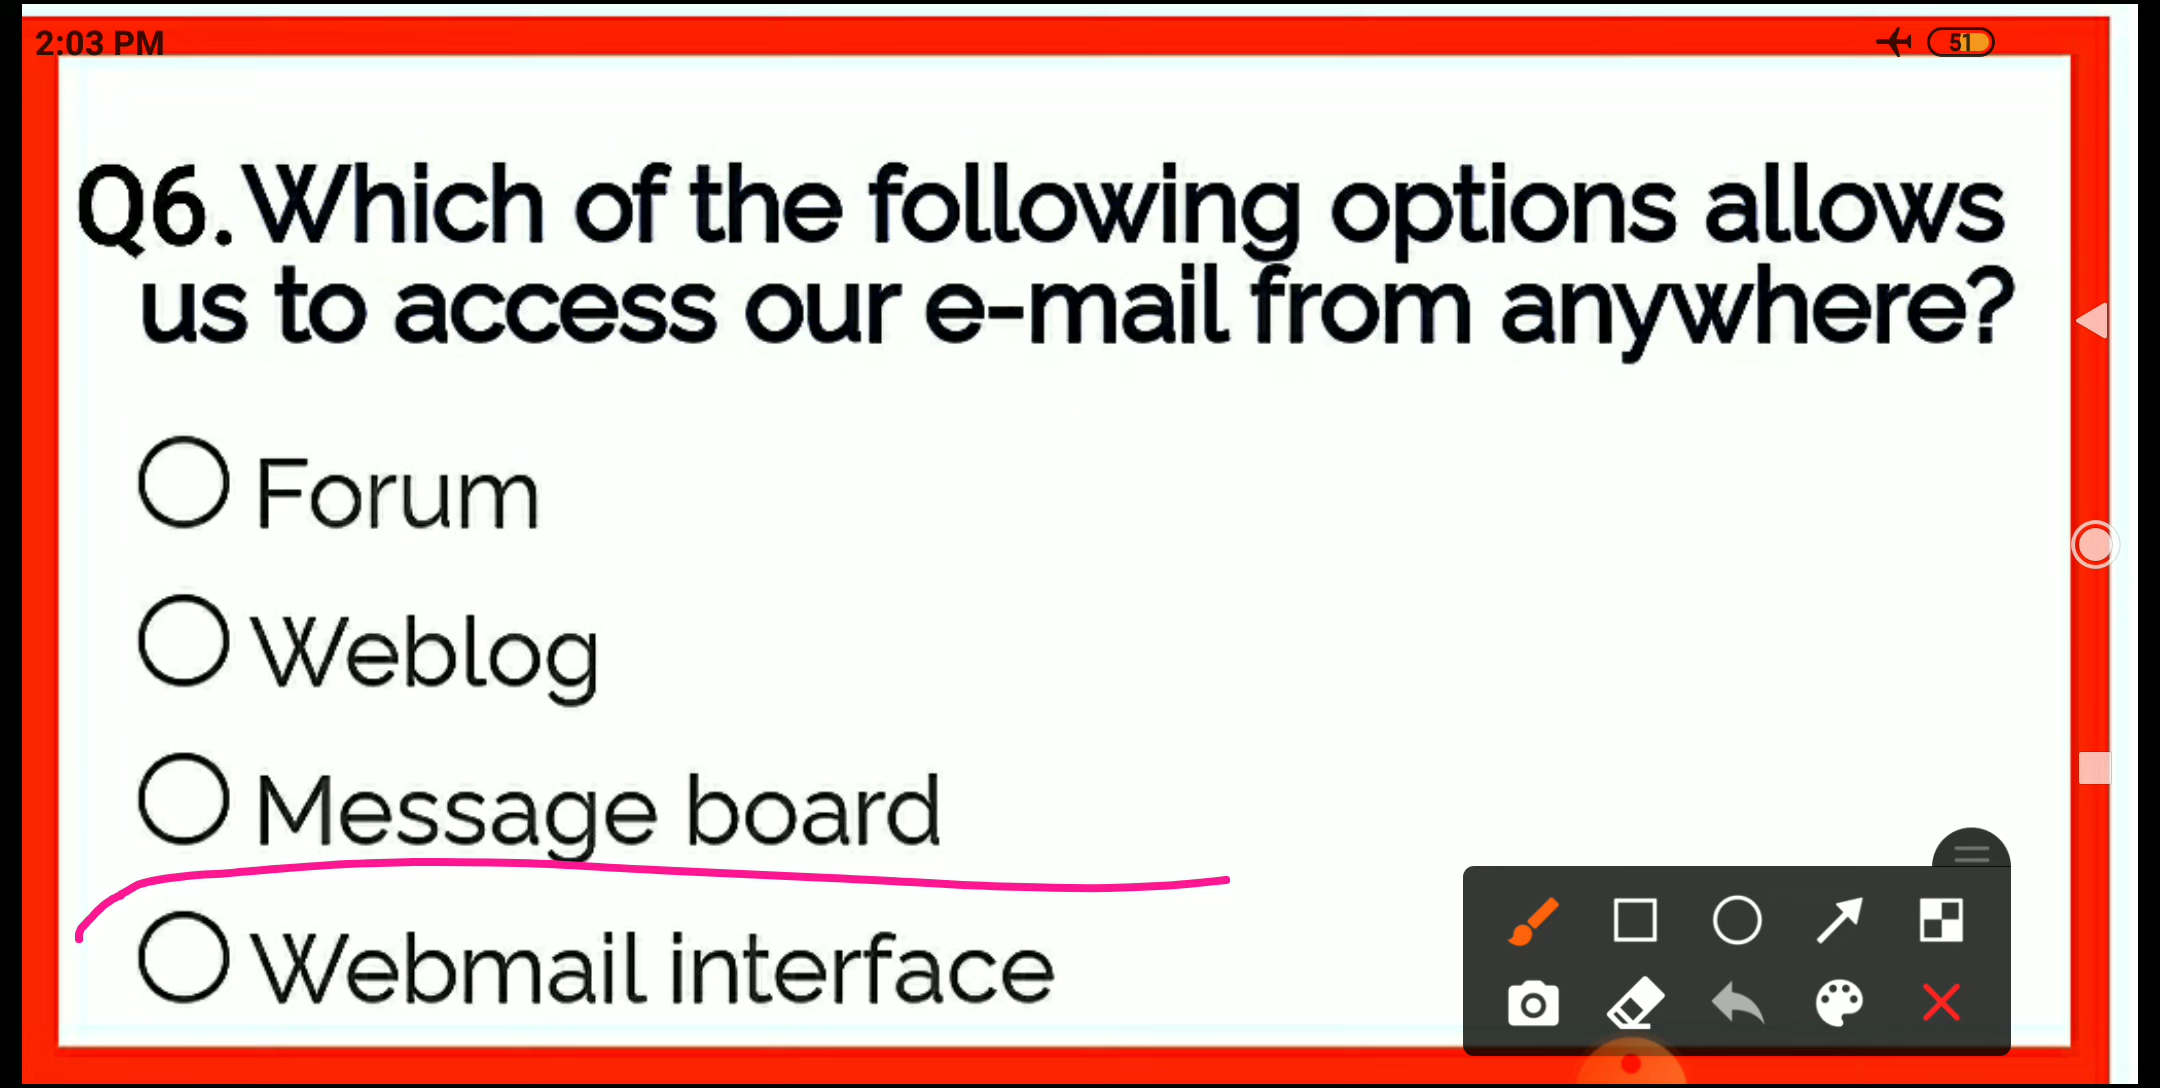 2:03 PM
51
Q6. Which of the following options allows
us to access our e-mail from anywhere?
Forum
Weblog
Message board
Webmail interface